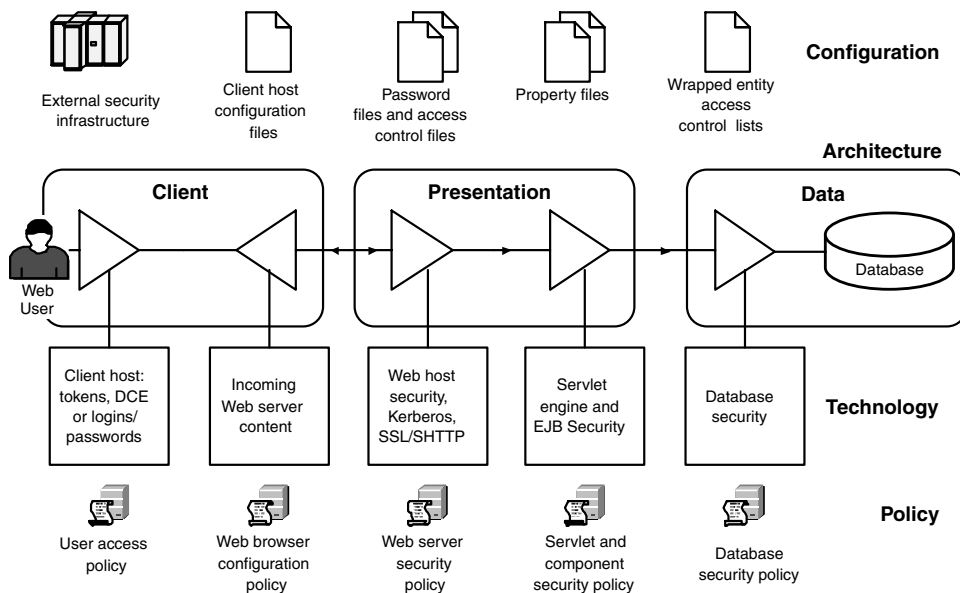 Configuration
External security
infrastructure
Client host
configuration
files
Password
files and access
control files
Property files
Wrapped entity
access
control lists
Architecture
Client
Presentation
Data
Web
User
Database
Client host:
tokens, DCE
or logins/
passwords
Incoming
Web server
content
Web host
security,
Kerberos,
SSL/SHTTP
Servlet
engine and
EJB Security
Database
security
Technology
Policy
User access
policy
Web browser
configuration
policy
Web server
security
policy
Servlet and
component
security policy
Database
security policy